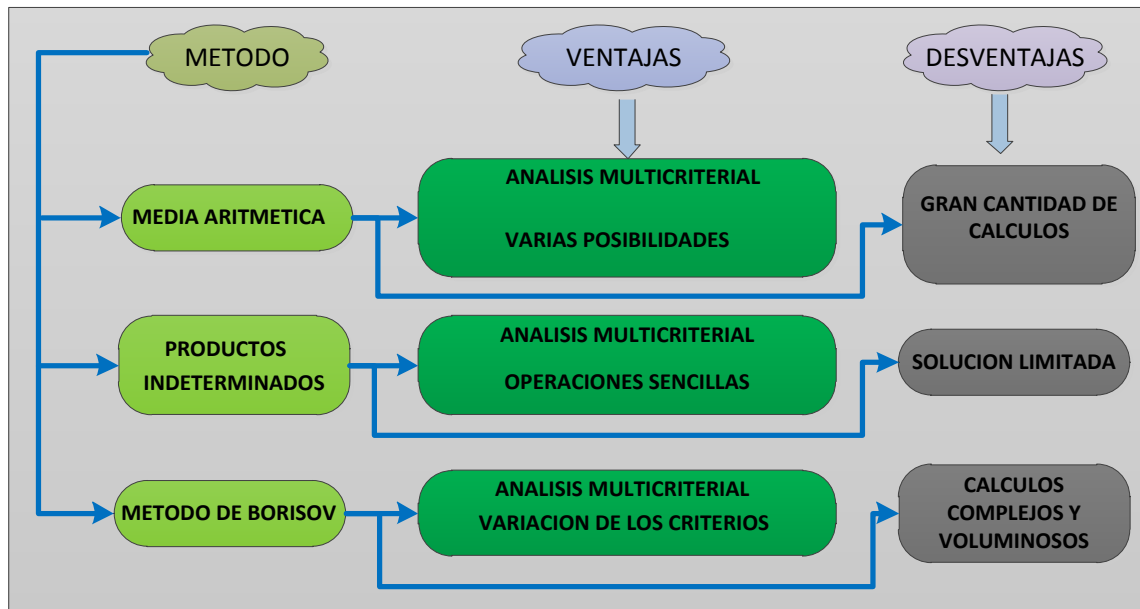 METODO
VENTAJAS
DESVENTAJAS
MEDIA ARITMETICA
ANALISIS MULTICRITERIAL
VARIAS POSIBILIDADES
GRAN CANTIDAD DE
CALCULOS
PRODUCTOS
INDETERMINADOS
ANALISIS MULTICRITERIAL
OPERACIONES SENCILLAS
SOLUCION LIMITADA
METODO DE BORISOV
ANALISIS MULTICRITERIAL
VARIACION DE LOS CRITERIOS
CALCULOS
COMPLEJOS Y
VOLUMINOSOS